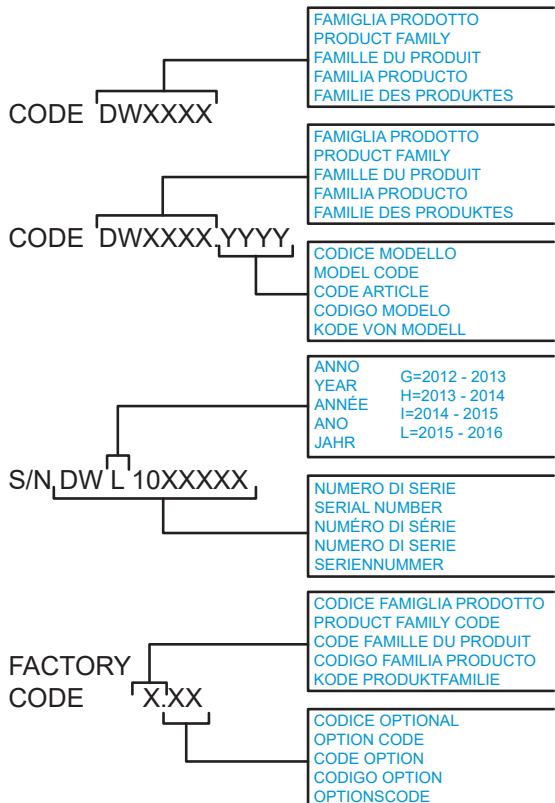 FAMIGLIA PRODOTTO
PRODUCT FAMILY
FAMILLE DU PRODUIT
FAMILIA PRODUCTO
FAMILIE DES PRODUKTES
CODE DWXXXX
FAMIGLIA PRODOTTO
PRODUCT FAMILY
FAMILLE DU PRODUIT
FAMILIA PRODUCTO
FAMILIE DES PRODUKTES
CODE DWXXXX.YYYY
CODICE MODELLO
MODEL CODE
CODE ARTICLE
CODIGO MODELO
KODE VON MODELL
ANNO
YEAR
ANNÉE
ANO
JAHR
G=2012 - 2013
H=2013 - 2014
I=2014 - 2015
L=2015 - 2016
S/N DW L 10XXXXX
NUMERO DI SERIE
SERIAL NUMBER
NUMÉRO DI SÉRIE
NUMERO DI SERIE
SERIENNUMMER
CODICE FAMIGLIA PRODOTTO
PRODUCT FAMILY CODE
CODE FAMILLE DU PRODUIT
CODIGO FAMILIA PRODUCTO
KODE PRODUKTFAMILIE
FACTORY
CODE X.XX
CODICE OPTIONAL
OPTION CODE
CODE OPTION
CODIGO OPTION
OPTIONSCODE